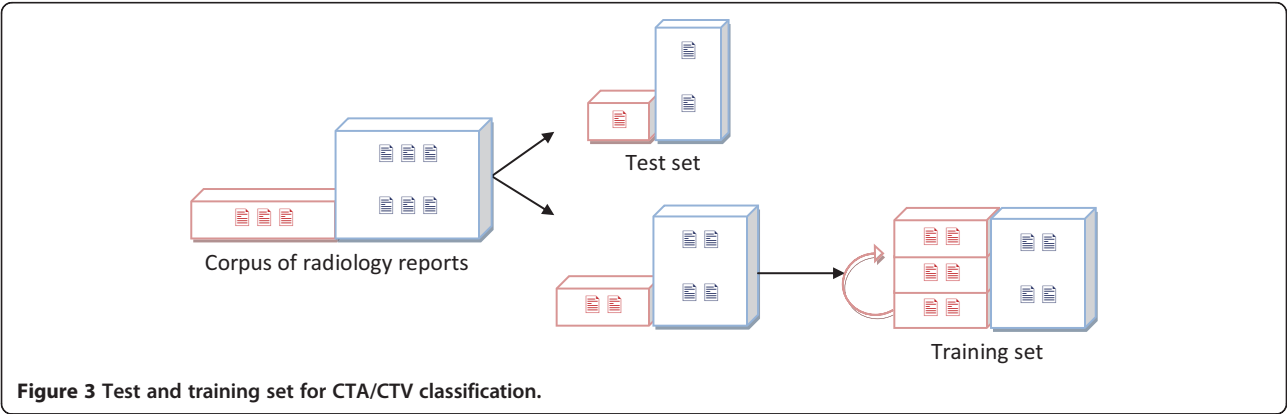 Test set
Corpus of radiology reports
Training set
Figure 3 Test and training set for CTA/CTV classification.